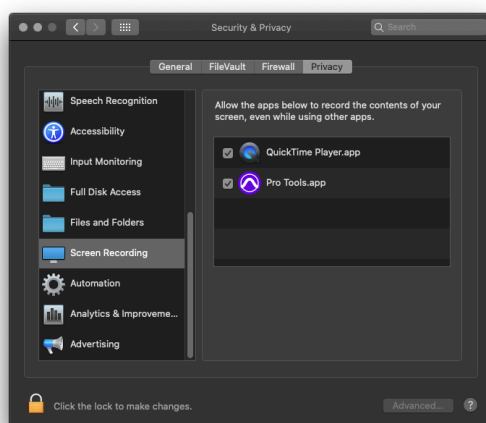 Security & Privacy
Search
General
FileVault
Firewall
Privacy
Speech Recognition
Accessibility
Input Monitoring
Full Disk Access
Files and Folders
Screen Recording
Automation
Analytics & Improveme...
Advertising
Allow the apps below to record the contents of your
screen, even while using other apps.
QuickTime Player.app
Pro Tools.app
Click the lock to make changes.
Advanced...
?